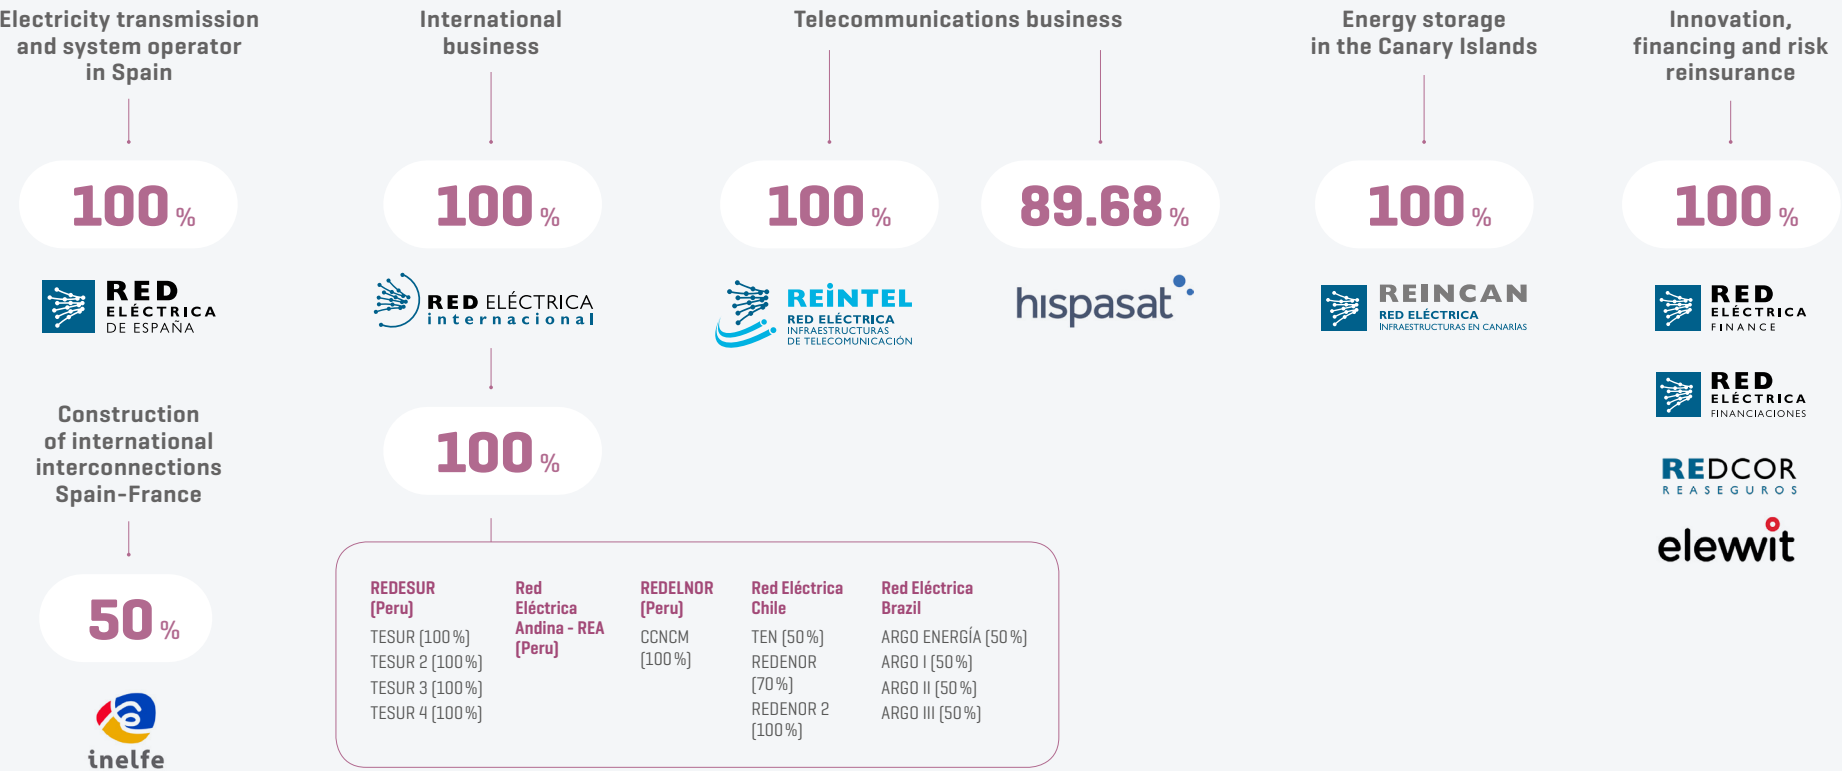 Electricity transmission
and system operator
in Spain
100 %
RED
ELÉCTRICA
DE ESPAÑA
Construction
of international
interconnections
Spain-France
50 %
inelfe
International
business
100 %
RED ELÉCTRICA
internacional
100 %
REDESUR
(Peru)
TESUR (100 %)
TESUR 2 (100 %)
TESUR 3 (100 %)
TESUR 4 (100 %)
Red
Eléctrica
Andina - REA
(Peru)
REDELNOR
(Peru)
CCNCM
(100 %)
Red Eléctrica
Chile
TEN (50 %)
REDENOR
(70 %)
REDENOR 2
(100 %)
Red Eléctrica
Brazil
ARGO ENERGÍA (50 %)
ARGO I (50 %)
ARGO II (50 %)
ARGO III (50 %)
Telecommunications business
100 %
REINTEL
RED ELÉCTRICA
INFRAESTRUCTURAS
DE TELECOMUNICACIÓN
89.68 %
hispasat
Energy storage
in the Canary Islands
100 %
REINCAN
RED ELÉCTRICA
INFRAESTRUCTURAS EN CANARIAS
Innovation,
financing and risk
reinsurance
100 %
RED
ELÉCTRICA
FINANCE
RED
ELÉCTRICA
FINANCIACIONES
REDCOR
REASEGUROS
elewit